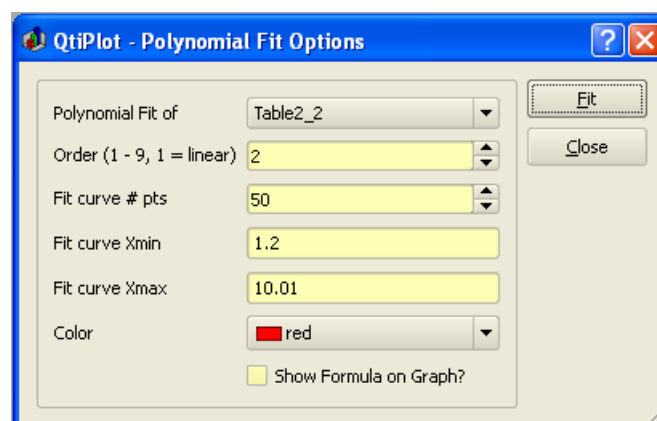 QtiPlot - Polynomial Fit Options
?
X
Polynomial Fit of Table2_2
Fit
Order (1 - 9, 1 = linear) 2
Close
Fit curve # pts 50
Fit curve Xmin 1.2
Fit curve Xmax 10.01
Color red
Show Formula on Graph?